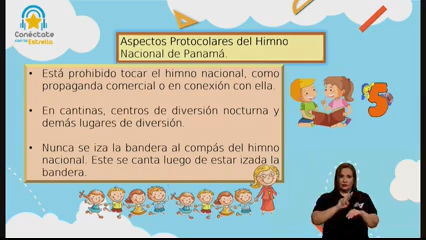 Conéctate
con la Estrella
Aspectos Protocolares del Himno
Nacional de Panamá.
• Está prohibido tocar el himno nacional, como
propaganda comercial o en conexión con ella.
• En cantinas, centros de diversión nocturna y
demás lugares de diversión.
• Nunca se iza la bandera al compás del himno
nacional. Este se canta luego de estar izada la
bandera.
5